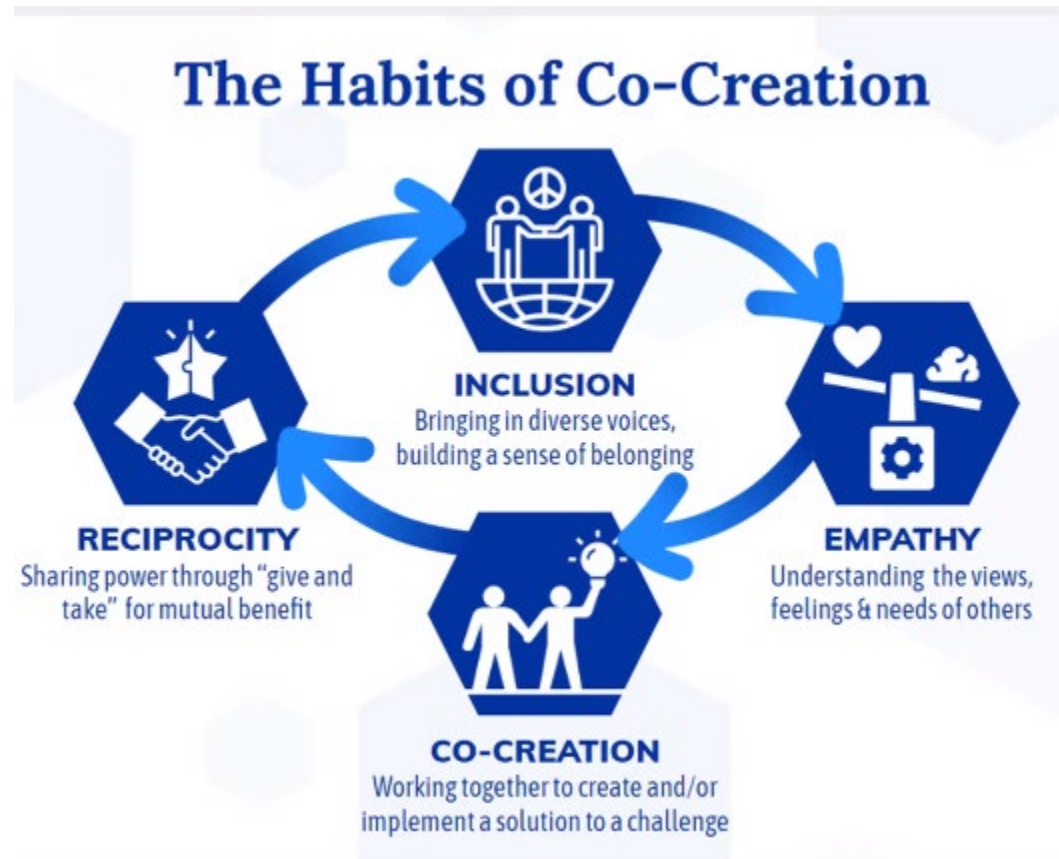 The Habits of Co-Creation
INCLUSION
Bringing in diverse voices,
building a sense of belonging
RECIPROCITY
Sharing power through “give and
take” for mutual benefit
EMPATHY
Understanding the views,
feelings & needs of others
CO-CREATION
Working together to create and/or
implement a solution to a challenge